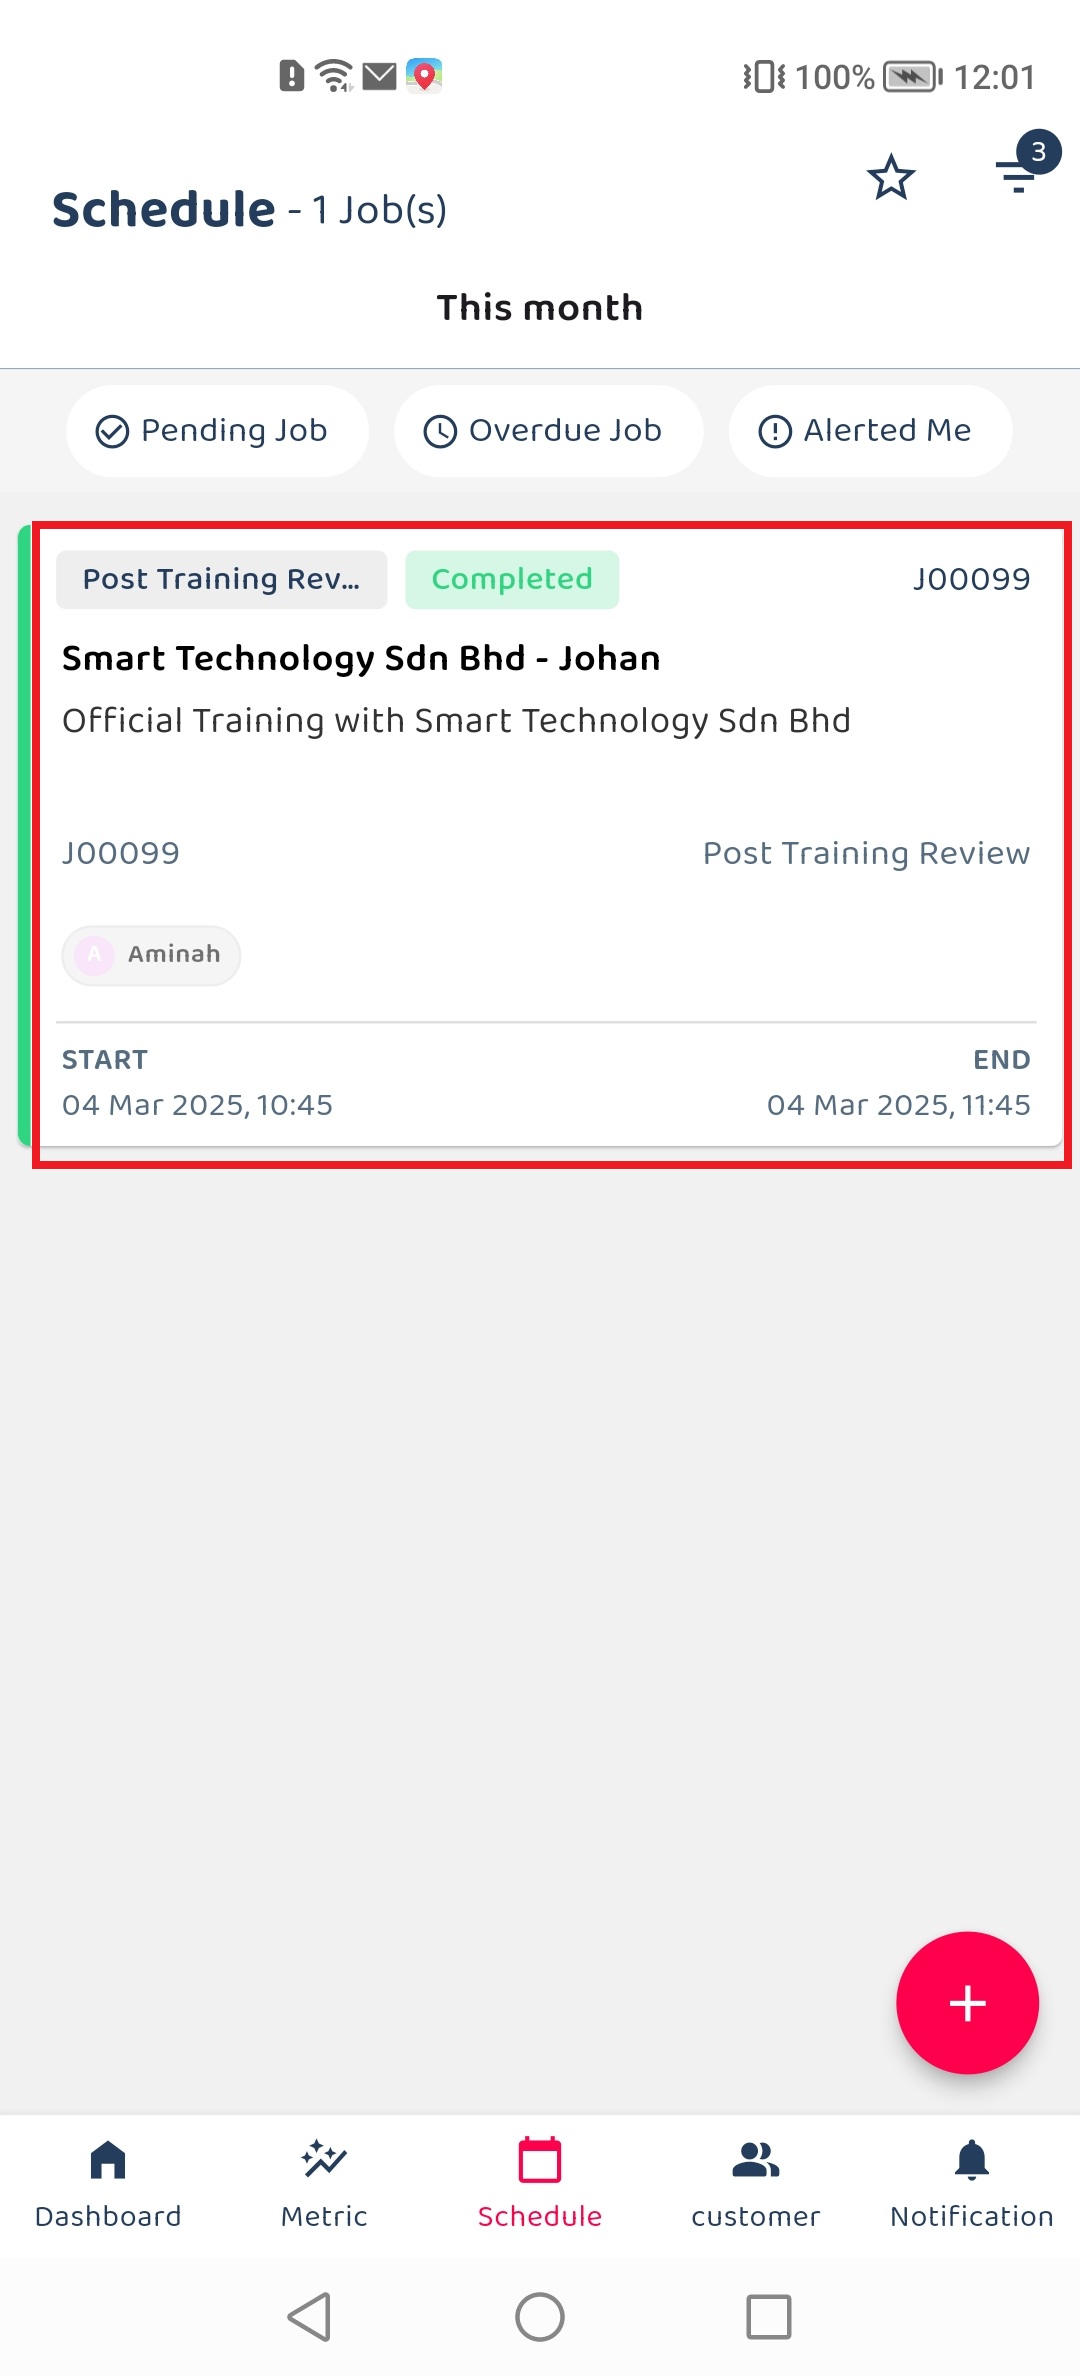 100% 12:01
3
Schedule - 1 Job(s)
This month
Pending Job Overdue Job Alerted Me
Post Training Rev... Completed J00099
Smart Technology Sdn Bhd - Johan
Official Training with Smart Technology Sdn Bhd
J00099 Post Training Review
A Aminah
START END
04 Mar 2025, 10:45 04 Mar 2025, 11:45
+
Dashboard Metric Schedule customer Notification